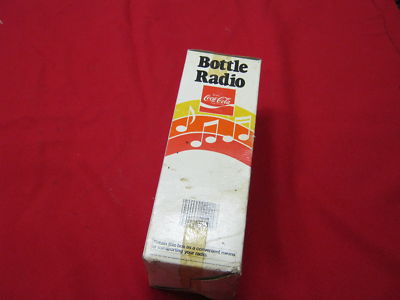 Bottle
Radio
Coca-Cola
Retain this box as a convenient means
for transporting your radio.